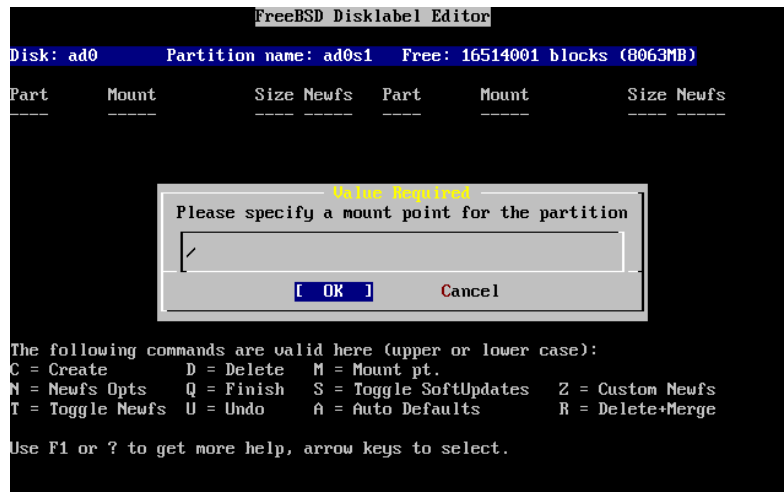 FreeBSD Disklabel Editor
Disk: ad0 Partition name: ad0s1 Free: 16514001 blocks (8063MB)
Part Mount Size Newfs Part Mount Size Newfs
---- ----- ---- ----- ---- ----- ---- -----
Value Required
Please specify a mount point for the partition
/
[ OK ] Cancel
The following commands are valid here (upper or lower case):
C = Create D = Delete M = Mount pt.
N = Newfs Opts Q = Finish S = Toggle SoftUpdates Z = Custom Newfs
T = Toggle Newfs U = Undo A = Auto Defaults R = Delete+Merge
Use F1 or ? to get more help, arrow keys to select.